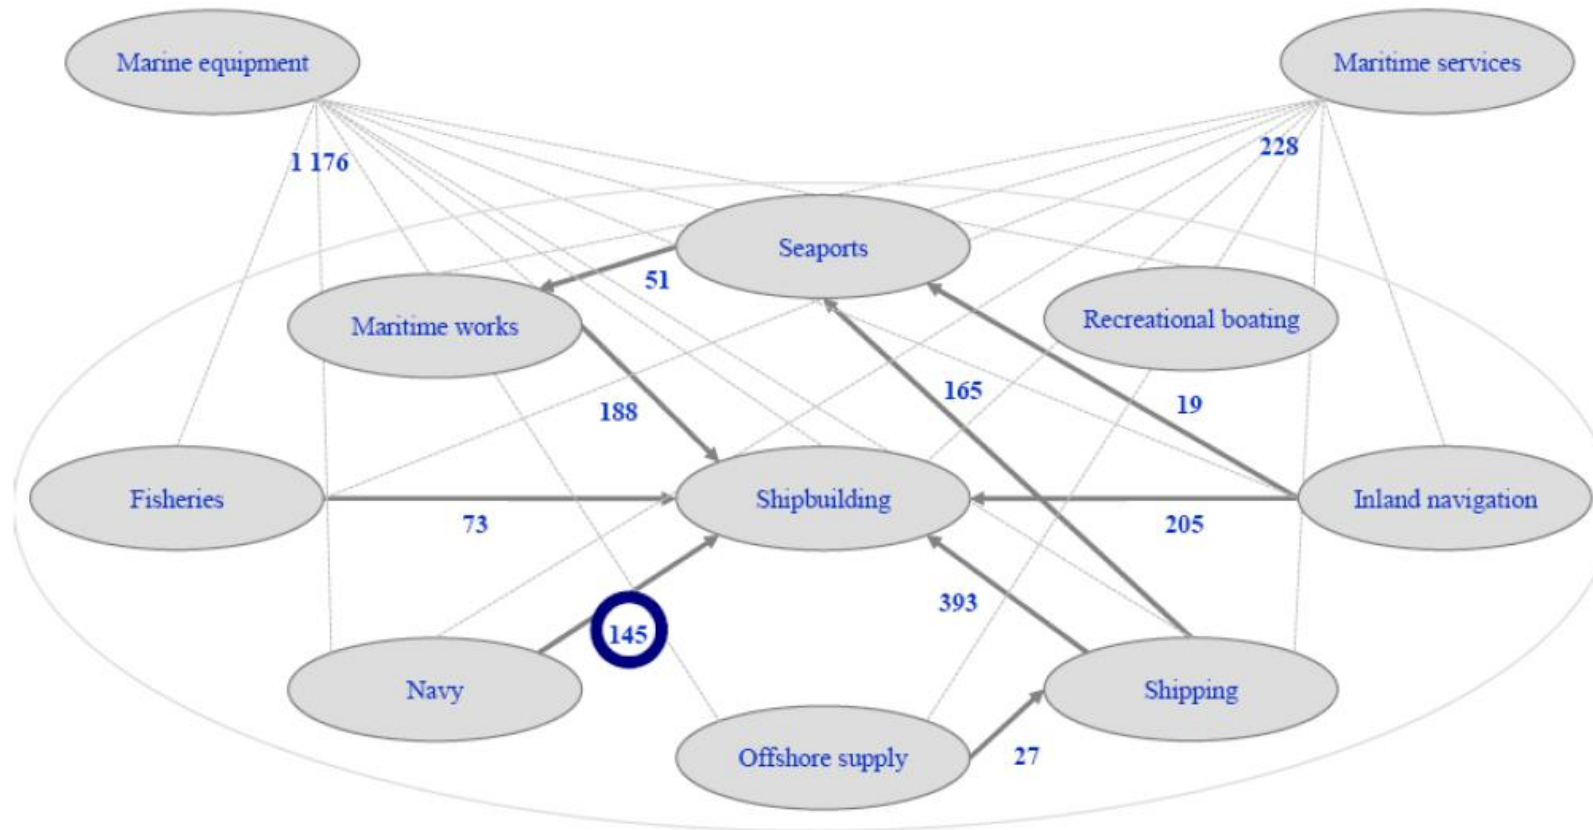 Marine equipment
Maritime services
1 176
228
Seaports
51
Maritime works
Recreational boating
165
19
188
Fisheries
Shipbuilding
Inland navigation
73
205
393
145
Navy
Shipping
Offshore supply
27